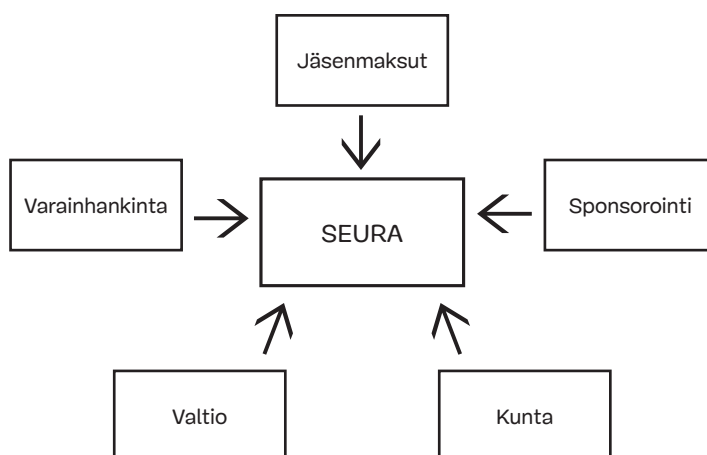 Jäsenmaksut
Varainhankinta
SEURA
Sponsorointi
Valtio
Kunta